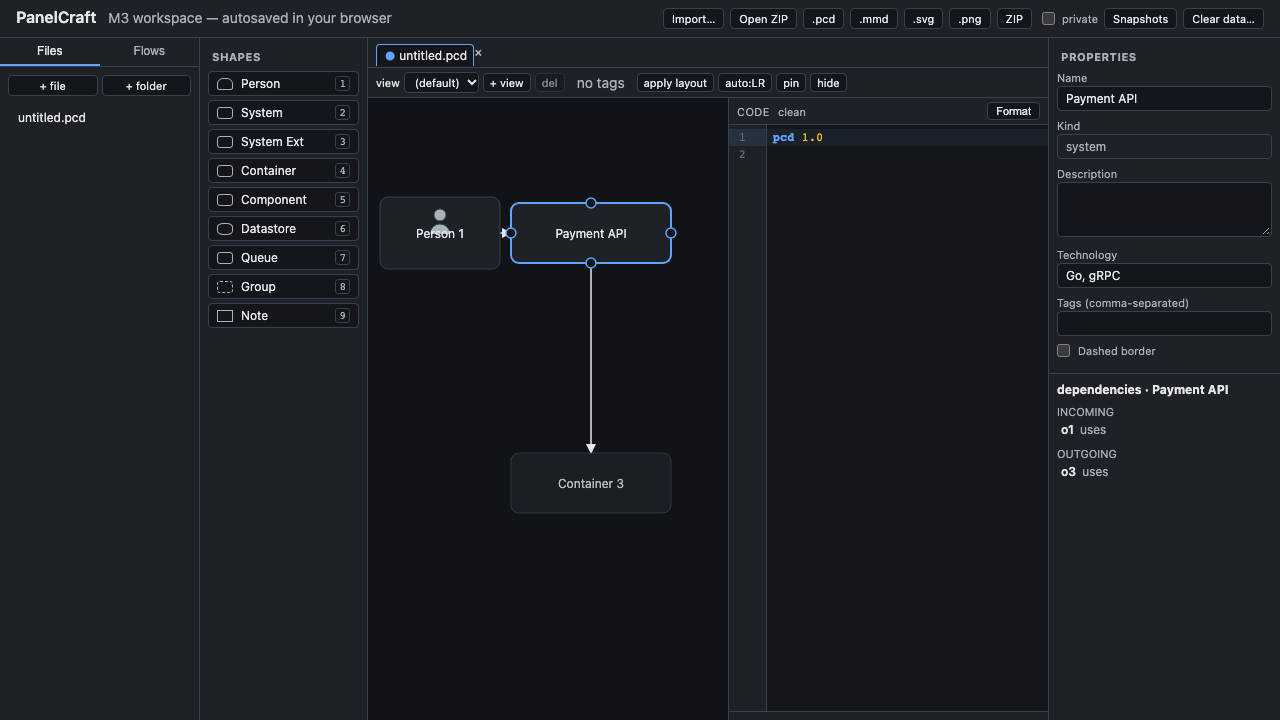 PanelCraft M3 workspace — autosaved in your browser Import... Open ZIP .pcd .mmd .svg .png ZIP private Snapshots Clear data...
Files Flows
+ file + folder
untitled.pcd
SHAPES
Person 1
System 2
System Ext 3
Container 4
Component 5
Datastore 6
Queue 7
Group 8
Note 9
untitled.pcd ×
view (default) + view del no tags apply layout auto:LR pin hide
Person 1
Payment API
Container 3
CODE clean Format
1 pcd 1.0
2
PROPERTIES
Name
Payment API
Kind
system
Description
Technology
Go, gRPC
Tags (comma-separated)
Dashed border
dependencies · Payment API
INCOMING
o1 uses
OUTGOING
o3 uses